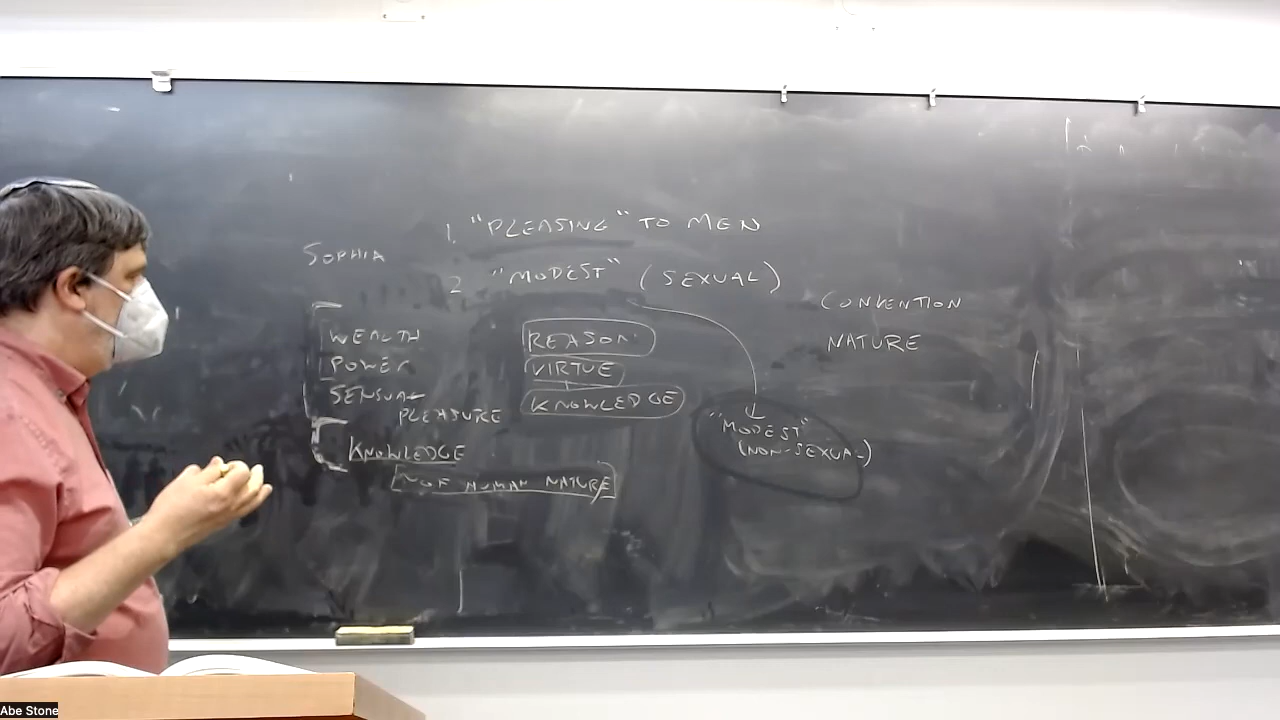 1. "PLEASING" TO MEN
SOPHIA
2 "MODEST" (SEXUAL)
CONVENTION
NATURE
WEALTH
POWER
SENSUAL
PLEASURE
KNOWLEDGE
OF HUMAN NATURE
REASON
VIRTUE
KNOWLEDGE
"MODEST"
(NON-SEXUAL)
Abe Stone